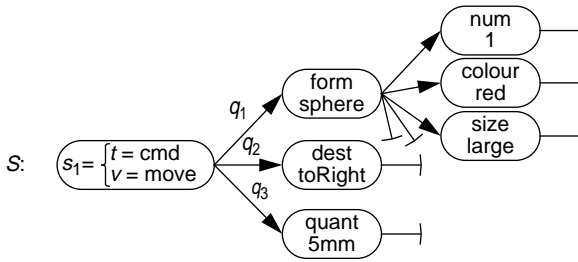 num
1
form
sphere
colour
red
q₁
size
large
q₂
S:
s₁= { t = cmd
v = move
dest
toRight
q₃
quant
5mm